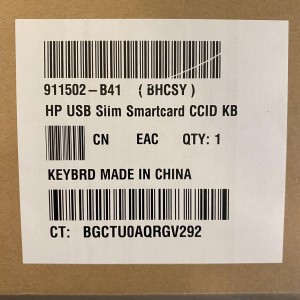 911502-B41 (BHCSY)
HP USB Slim Smartcard CCID KB
CN EAC QTY: 1
KEYBRD MADE IN CHINA
CT: BGCTU0AQRGV292